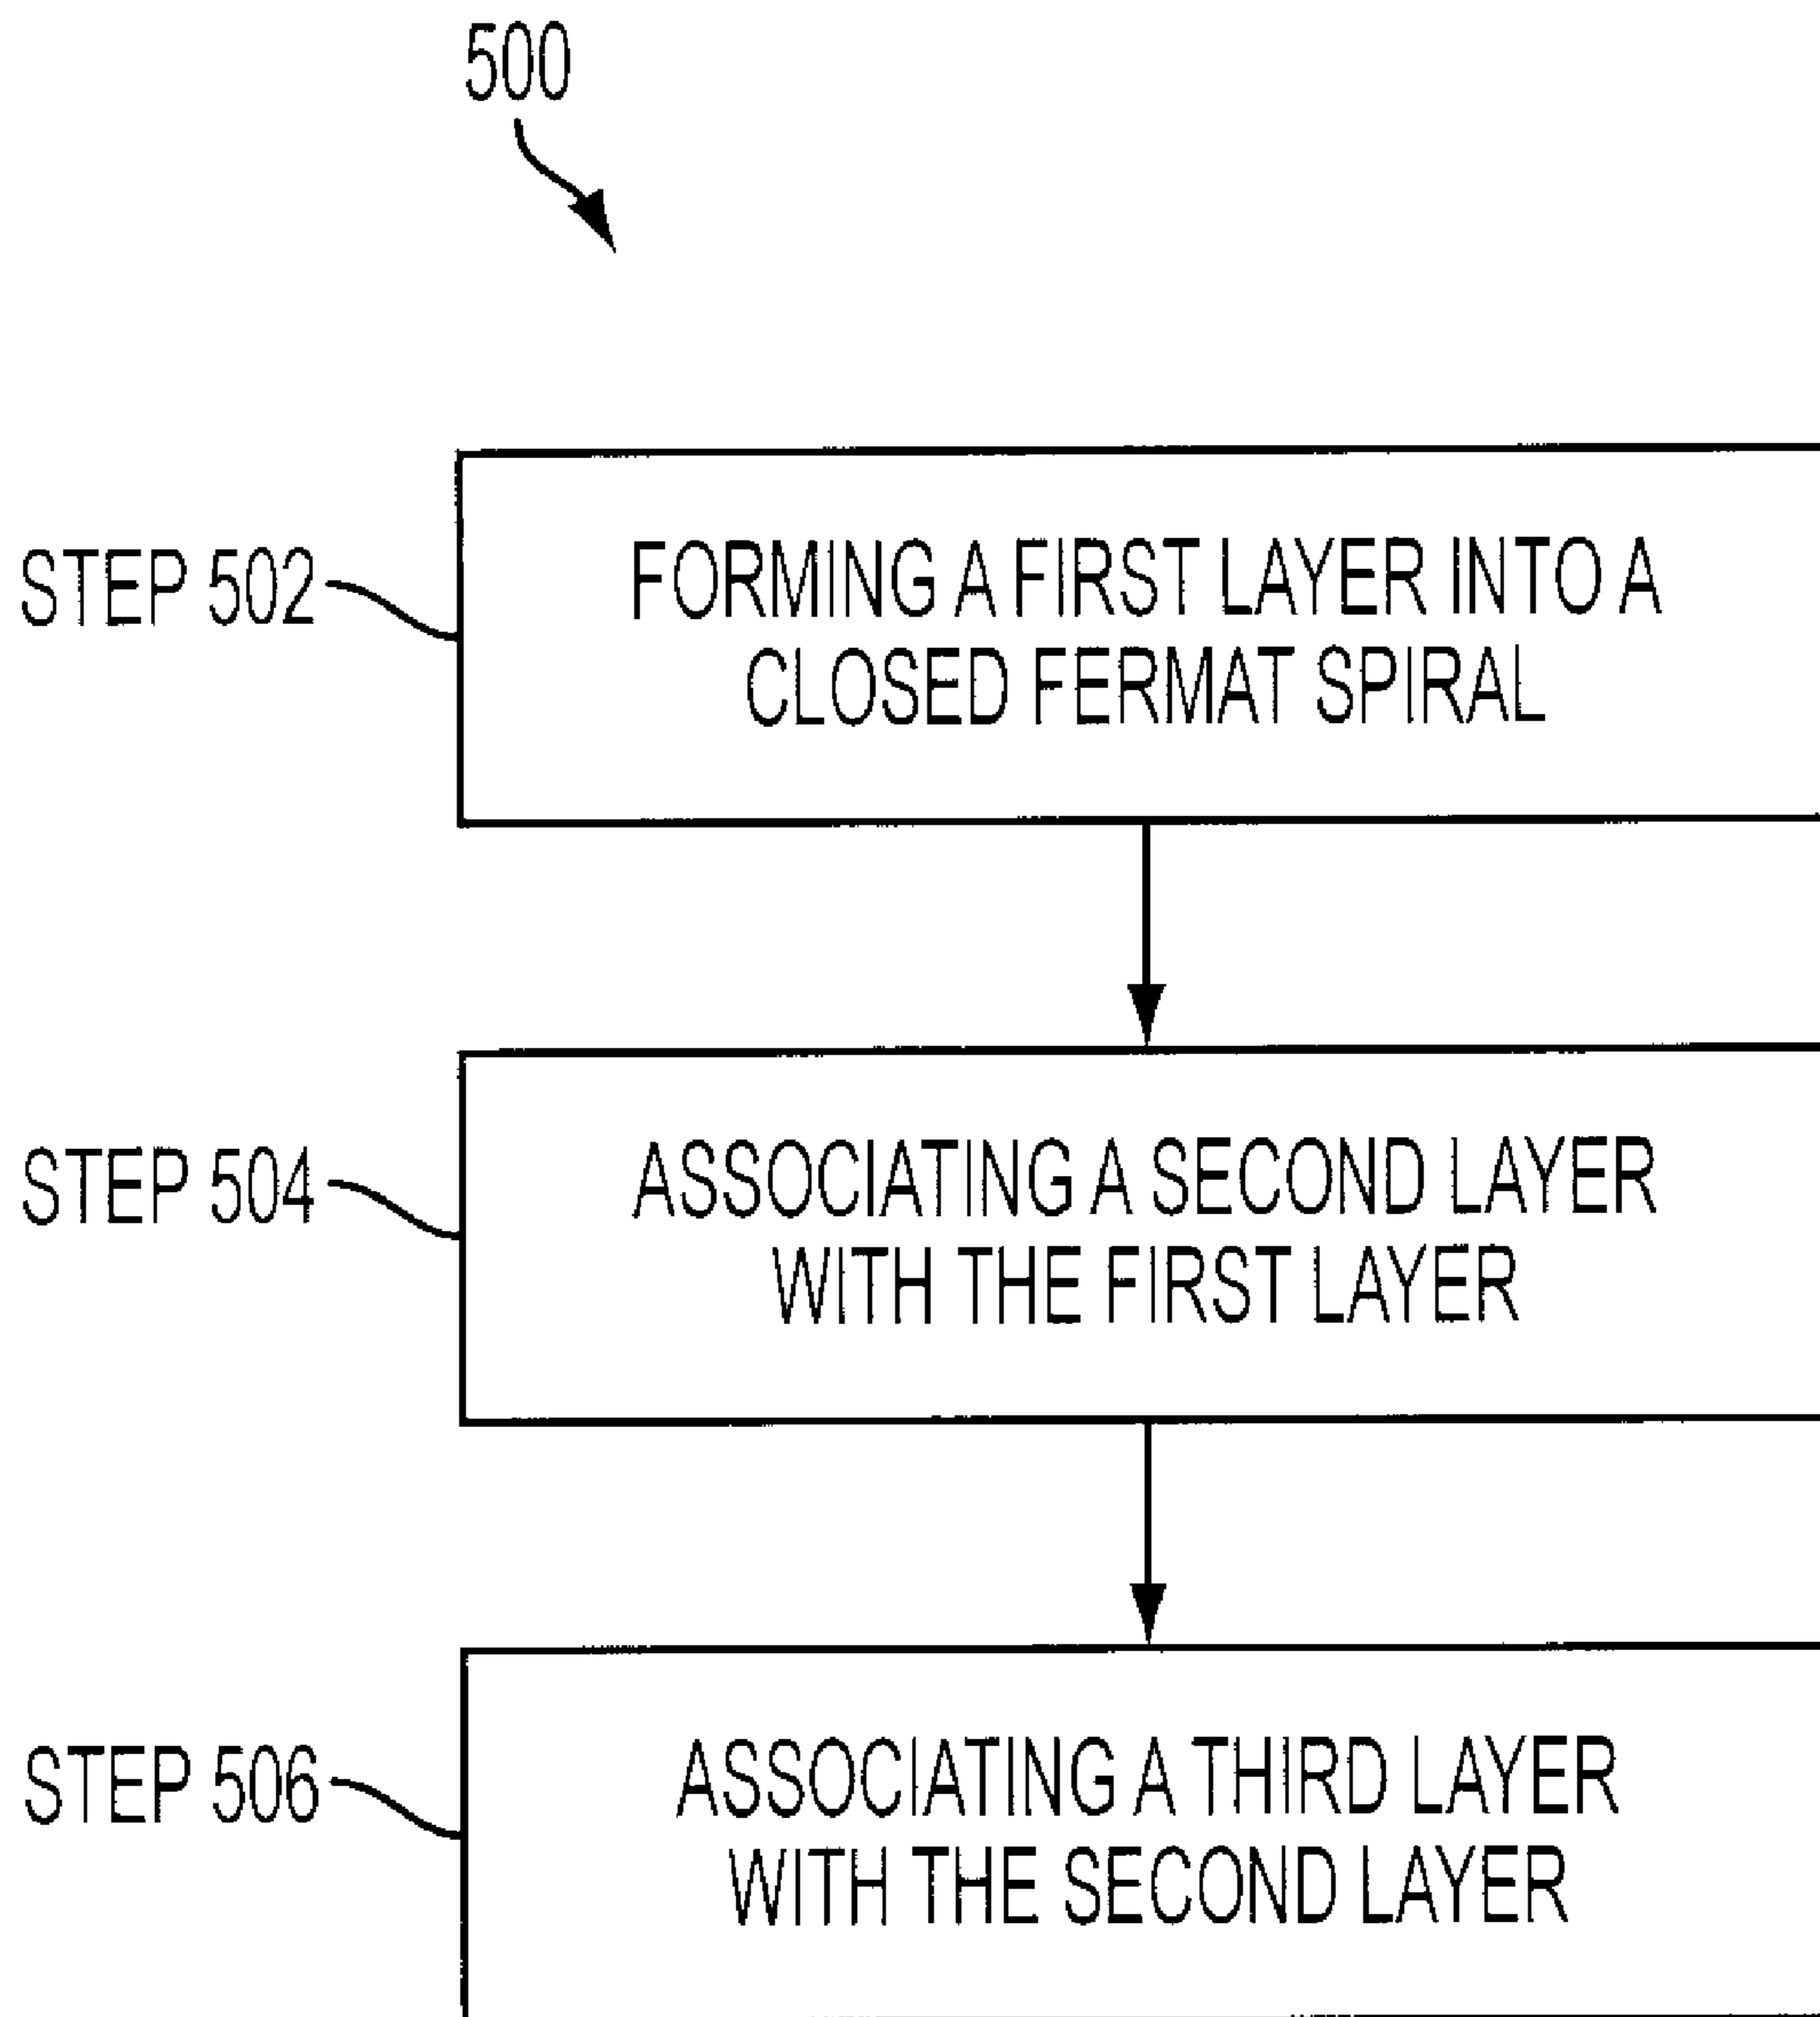 500
STEP 502
FORMING A FIRST LAYER INTO A
CLOSED FERMAT SPIRAL
STEP 504
ASSOCIATING A SECOND LAYER
WITH THE FIRST LAYER
STEP 506
ASSOCIATING A THIRD LAYER
WITH THE SECOND LAYER